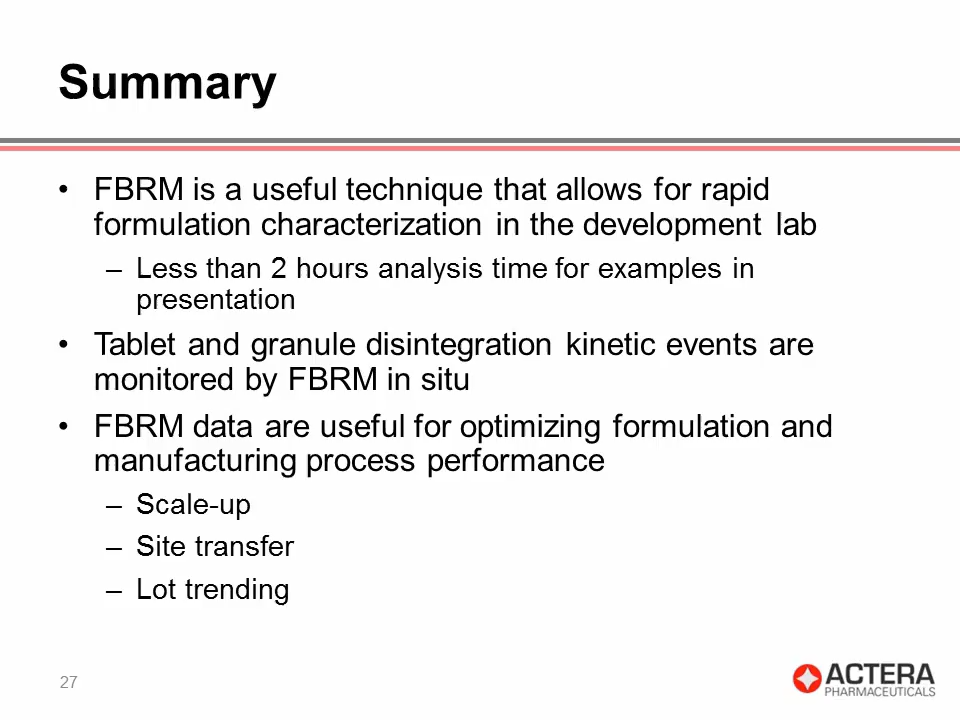 Summary
• FBRM is a useful technique that allows for rapid
formulation characterization in the development lab
– Less than 2 hours analysis time for examples in
presentation
• Tablet and granule disintegration kinetic events are
monitored by FBRM in situ
• FBRM data are useful for optimizing formulation and
manufacturing process performance
– Scale-up
– Site transfer
– Lot trending
27
ACTERA
PHARMACEUTICALS